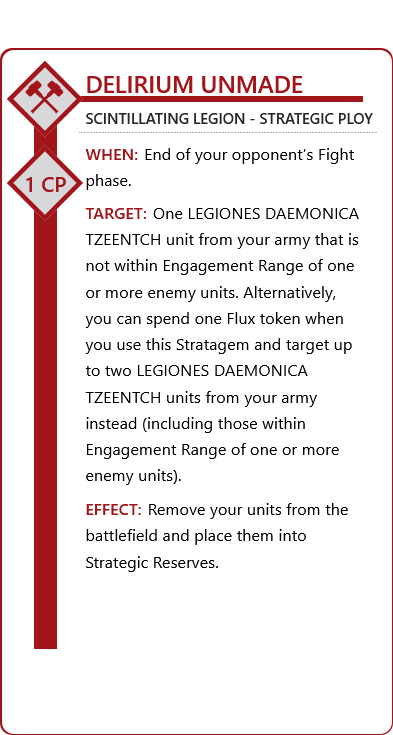 DELIRIUM UNMADE
SCINTILLATING LEGION - STRATEGIC PLOY
1 CP
WHEN: End of your opponent's Fight
phase.
TARGET: One LEGIONES DAEMONICA
TZEENTCH unit from your army that is
not within Engagement Range of one
or more enemy units. Alternatively,
you can spend one Flux token when
you use this Stratagem and target up
to two LEGIONES DAEMONICA
TZEENTCH units from your army
instead (including those within
Engagement Range of one or more
enemy units).
EFFECT: Remove your units from the
battlefield and place them into
Strategic Reserves.